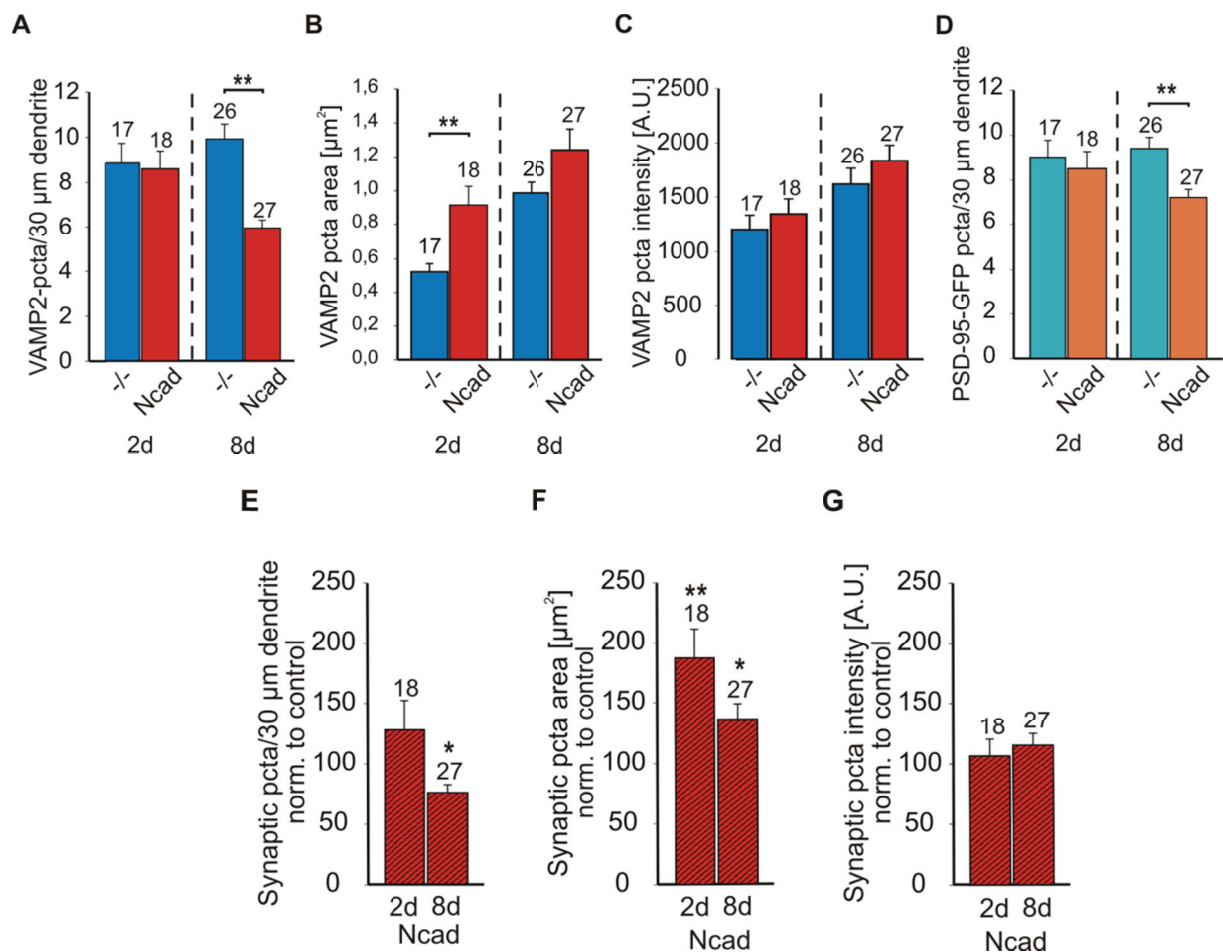 A
VAMP2-pcta/30 µm dendrite
12
10
8
6
4
2
0
17
18
26
27
**
-/-
Ncad
-/-
Ncad
2d
8d
B
VAMP2 pcta area [µm²]
1,6
1,4
1,2
1,0
0,8
0,6
0,4
0,2
0,0
17
18
**
26
27
-/-
Ncad
-/-
Ncad
2d
8d
C
VAMP2 pcta intensity [A.U.]
2500
2000
1500
1000
500
0
17
18
26
27
-/-
Ncad
-/-
Ncad
2d
8d
D
PSD-95-GFP pcta/30 µm dendrite
12
10
8
6
4
2
0
17
18
26
27
**
-/-
Ncad
-/-
Ncad
2d
8d
E
Synaptic pcta/30 µm dendrite
norm. to control
250
200
150
100
50
0
18
*
27
2d 8d
Ncad
F
Synaptic pcta area [µm²]
norm. to control
250
200
150
100
50
0
**
18
*
27
2d 8d
Ncad
G
Synaptic pcta intensity [A.U.]
norm. to control
250
200
150
100
50
0
18
27
2d 8d
Ncad